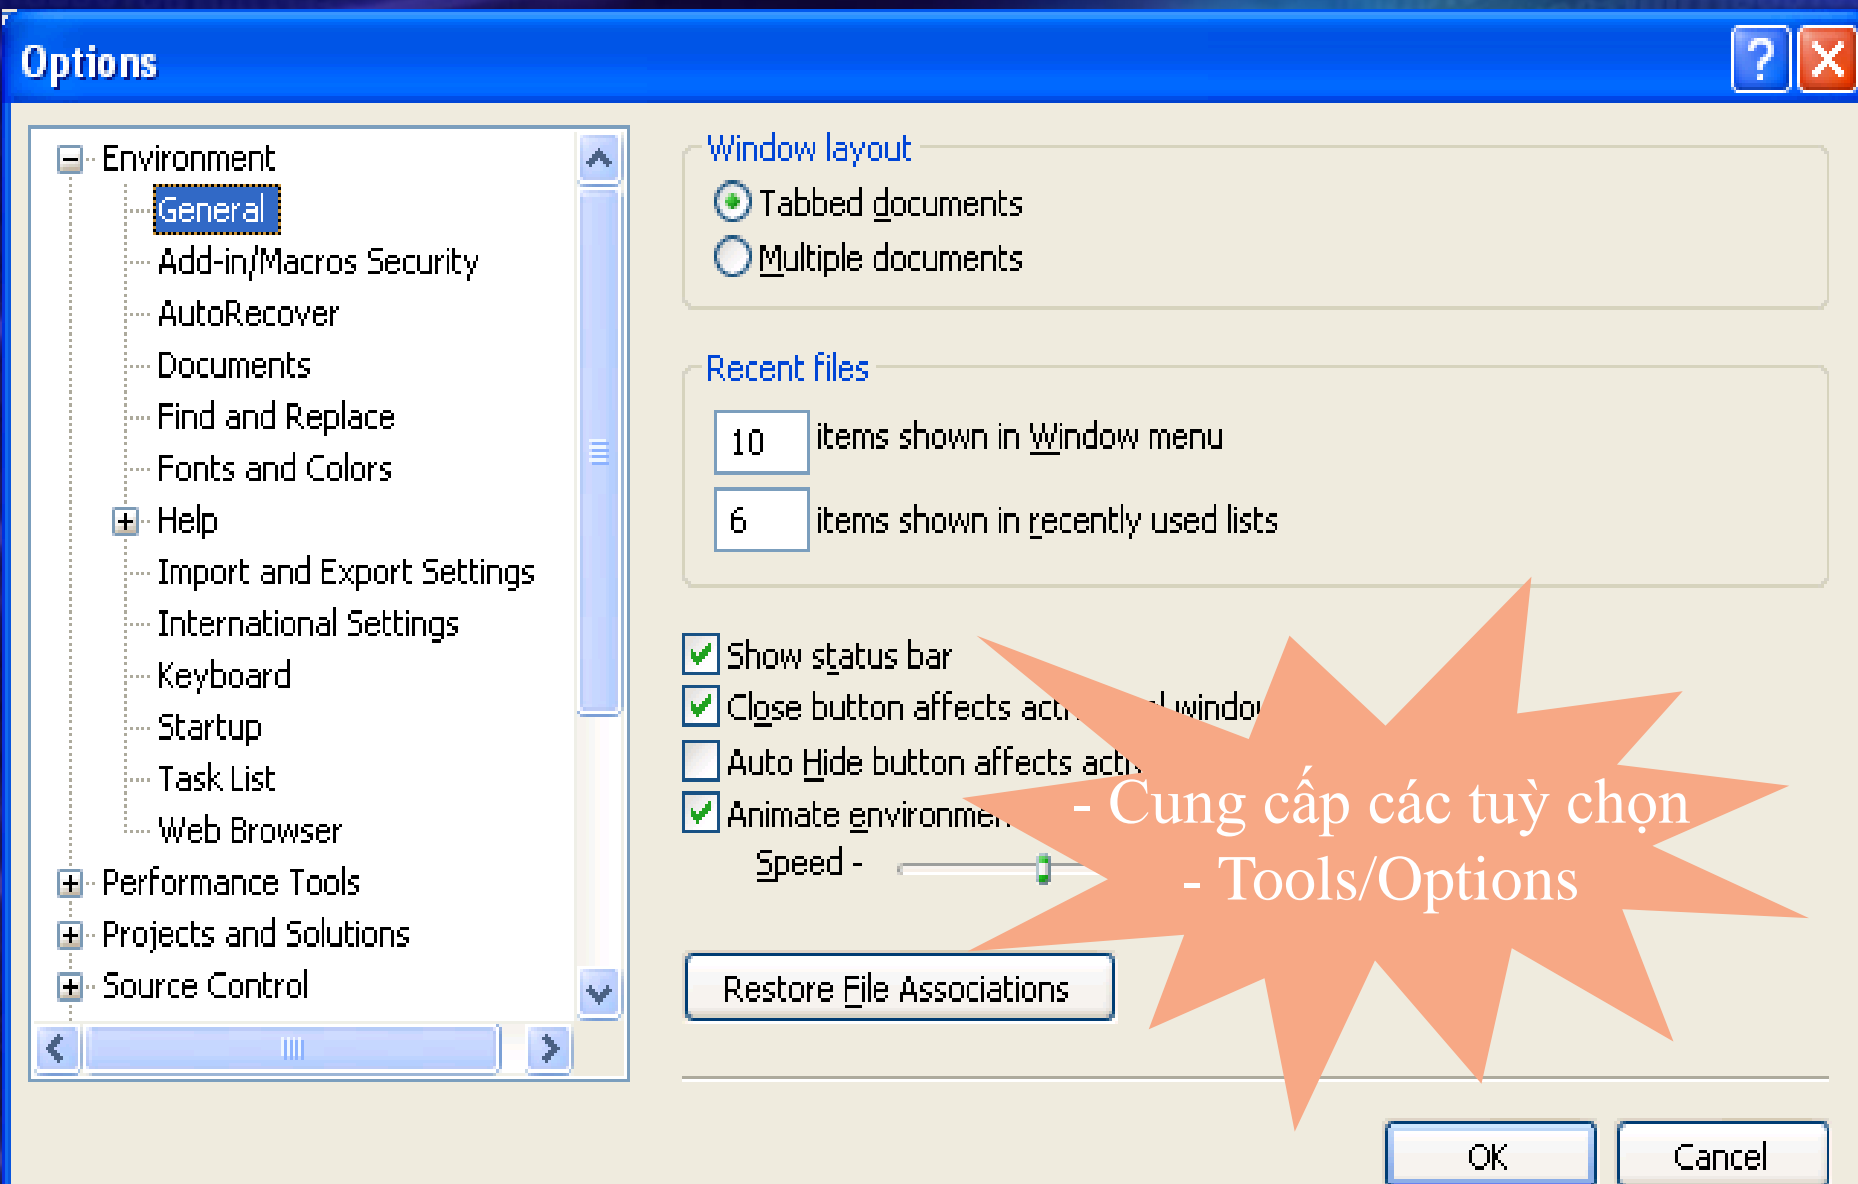 Options
Environment
General
Add-in/Macros Security
AutoRecover
Documents
Find and Replace
Fonts and Colors
Help
Import and Export Settings
International Settings
Keyboard
Startup
Task List
Web Browser
Performance Tools
Projects and Solutions
Source Control
Window layout
Tabbed documents
Multiple documents
Recent files
10 items shown in Window menu
6 items shown in recently used lists
Show status bar
Close button affects
Auto Hide button affects
Animate
Speed -
- Cung cấp các tuỳ chọn
- Tools/Options
Restore File Associations
OK
Cancel